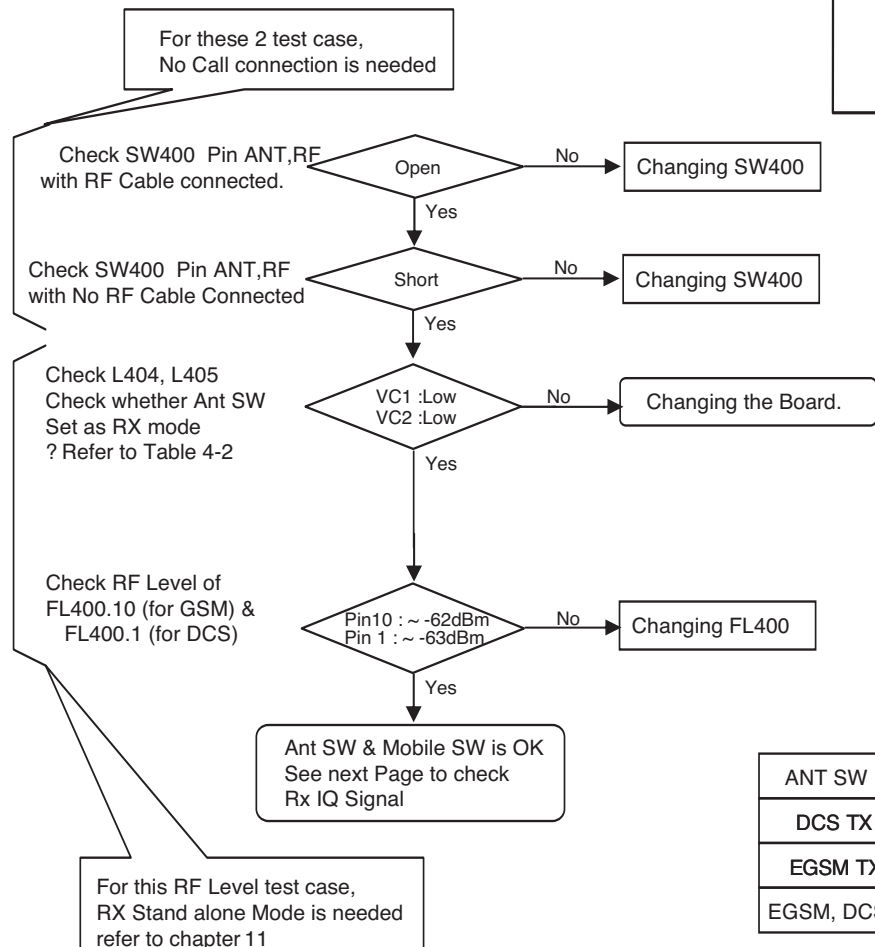 For these 2 test case,
No Call connection is needed
Check SW400 Pin ANT,RF
with RF Cable connected.
Open
No
Changing SW400
Yes
Check SW400 Pin ANT,RF
with No RF Cable Connected
Short
No
Changing SW400
Yes
Check L404, L405
Check whether Ant SW
Set as RX mode
? Refer to Table 4-2
VC1 :Low
VC2 :Low
No
Changing the Board.
Yes
Check RF Level of
FL400.10 (for GSM) &
FL400.1 (for DCS)
Pin10 : ~ -62dBm
Pin 1 : ~ -63dBm
No
Changing FL400
Yes
Ant SW & Mobile SW is OK
See next Page to check
Rx IQ Signal
For this RF Level test case,
RX Stand alone Mode is needed
refer to chapter 11
ANT SW
DCS TX
EGSM TX
EGSM, DCS